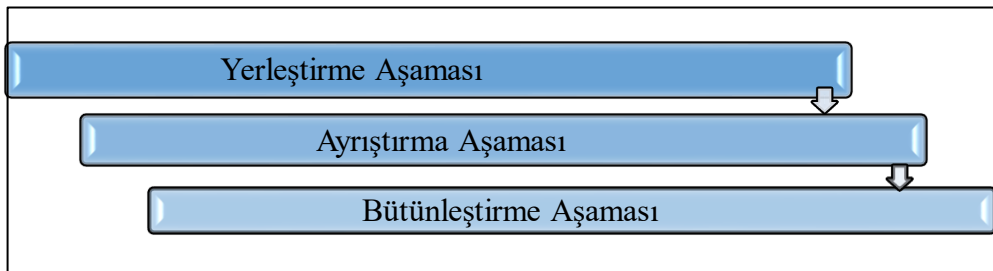 Yerleştirme Aşaması
Ayrıştırma Aşaması
Bütünleştirme Aşaması